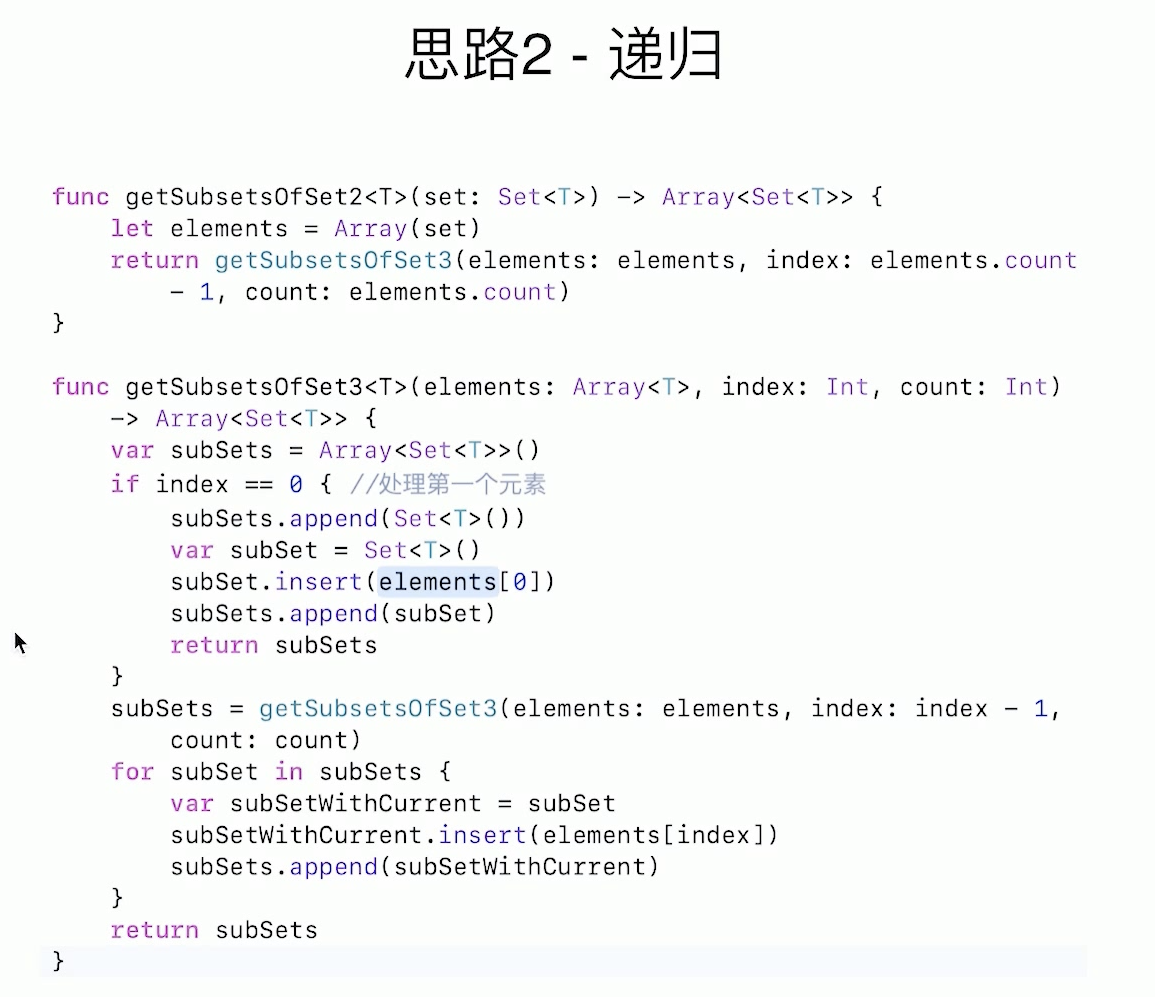 思路2 - 递归
func getSubsetsOfSet2<T>(set: Set<T>) -> Array<Set<T>> {
    let elements = Array(set)
    return getSubsetsOfSet3(elements: elements, index: elements.count
        - 1, count: elements.count)
}
func getSubsetsOfSet3<T>(elements: Array<T>, index: Int, count: Int)
    -> Array<Set<T>> {
    var subSets = Array<Set<T>>()
    if index == 0 { //处理第一个元素
        subSets.append(Set<T>())
        var subSet = Set<T>()
        subSet.insert(elements[0])
        subSets.append(subSet)
        return subSets
    }
    subSets = getSubsetsOfSet3(elements: elements, index: index - 1,
        count: count)
    for subSet in subSets {
        var subSetWithCurrent = subSet
        subSetWithCurrent.insert(elements[index])
        subSets.append(subSetWithCurrent)
    }
    return subSets
}